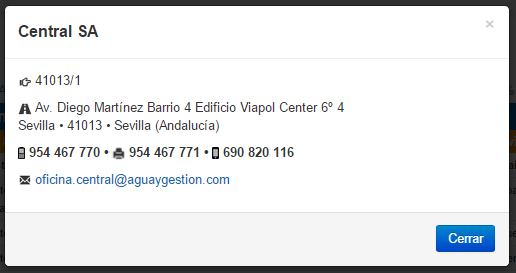 Central SA
×
41013/1
Av. Diego Martínez Barrio 4 Edificio Viapol Center 6º 4
Sevilla • 41013 • Sevilla (Andalucía)
954 467 770 • 954 467 771 • 690 820 116
oficina.central@aguaygestion.com
Cerrar